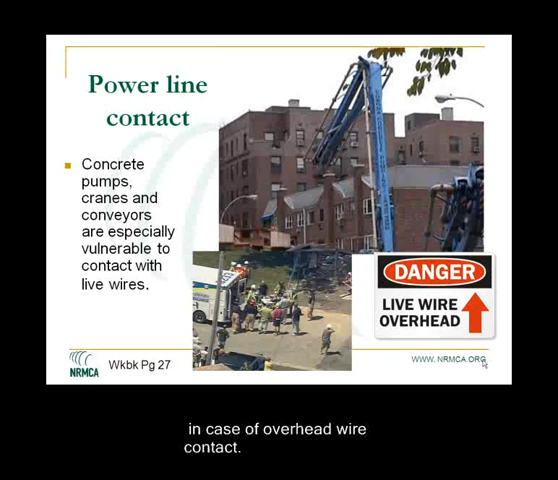 Power line
contact
Concrete
pumps,
cranes and
conveyors
are especially
vulnerable to
contact with
live wires.
DANGER
LIVE WIRE
OVERHEAD
NRMCA
Wkbk Pg 27
WWW. NRMCA.ORG
in case of overhead wire
contact.